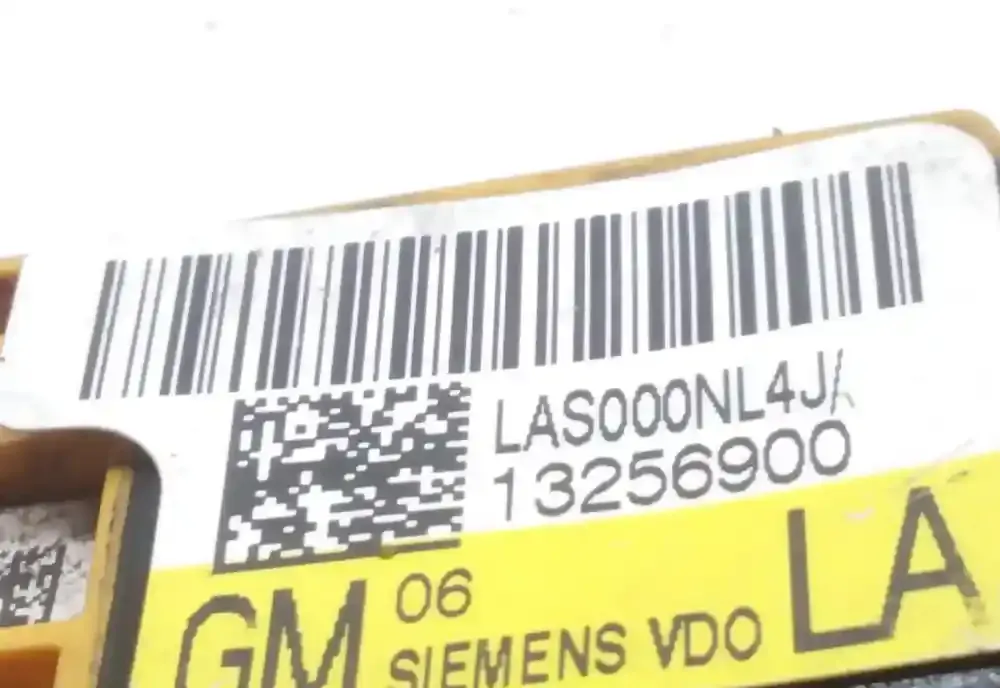 LAS000NL4J
13256900
GM 06 LA
SIEMENS VDO